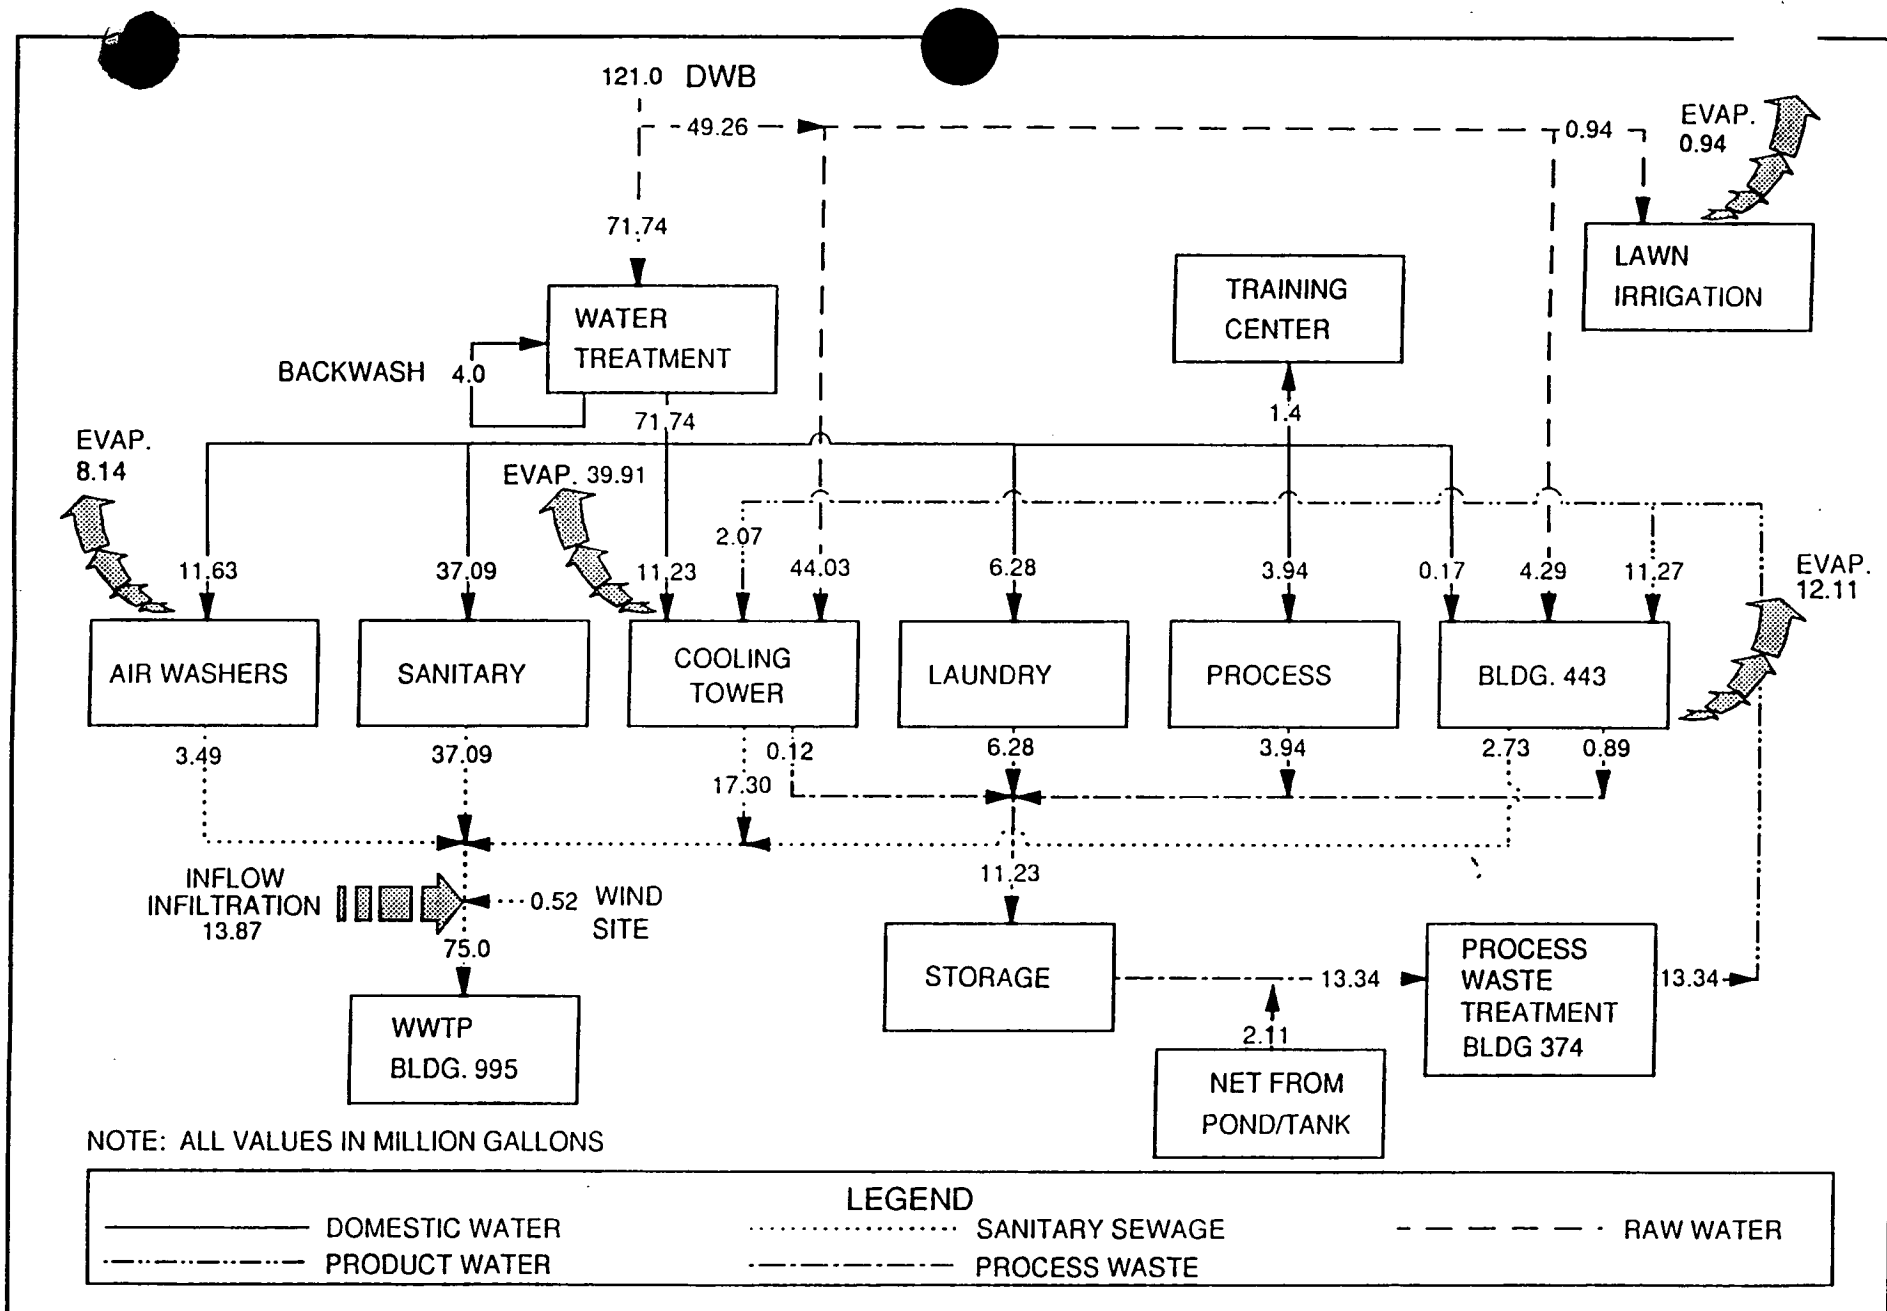 121.0 DWB
49.26
0.94
EVAP.
0.94
71.74
LAWN
IRRIGATION
TRAINING
CENTER
WATER
TREATMENT
BACKWASH 4.0
71.74
1.4
EVAP.
8.14
EVAP. 39.91
2.07
11.63
37.09
11.23
44.03
6.28
3.94
0.17
4.29
11.27
EVAP.
12.11
AIR WASHERS
SANITARY
COOLING
TOWER
LAUNDRY
PROCESS
BLDG. 443
3.49
37.09
0.12
17.30
6.28
3.94
2.73
0.89
INFLOW
INFILTRATION
13.87
0.52 WIND
SITE
11.23
75.0
STORAGE
13.34
PROCESS
WASTE
TREATMENT
BLDG 374
13.34
2.11
WWTP
BLDG. 995
NET FROM
POND/TANK
NOTE: ALL VALUES IN MILLION GALLONS
LEGEND
DOMESTIC WATER
SANITARY SEWAGE
RAW WATER
PRODUCT WATER
PROCESS WASTE